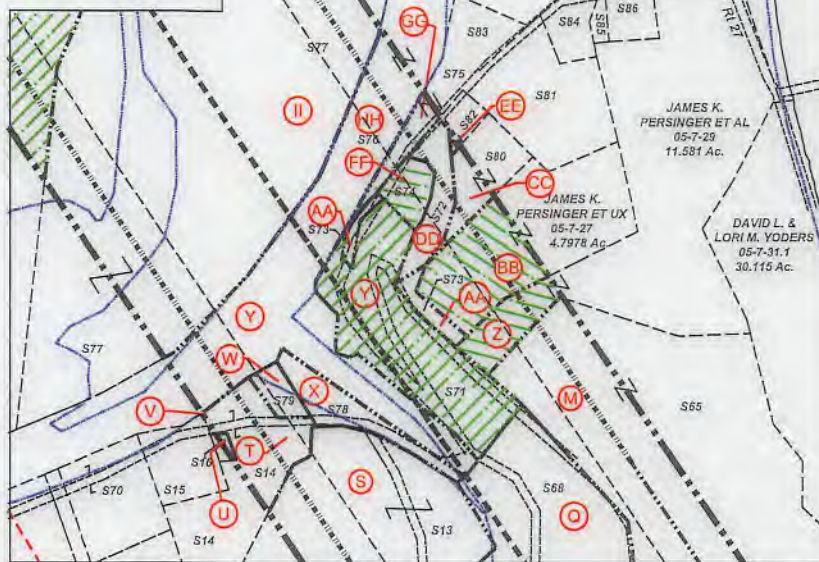 GG
S83
S84
S85
S86
Rt 27
S77
S75
II
HH
S76
EE
S82
S81
JAMES K.
PERSINGER ET AL
05-7-29
11.581 Ac.
FF
S74
S80
CC
AA
S73
S72
JAMES K.
PERSINGER ET UX
05-7-27
4.7978 Ac.
DD
DAVID L. &
LORI M. YODERS
05-7-31.1
30.115 Ac.
BB
S73
Y
AA
Y
Z
S77
W
S71
X
M
S79
S78
V
S65
S16
T
S14
S70
S15
S
S68
U
Q
S14
S13